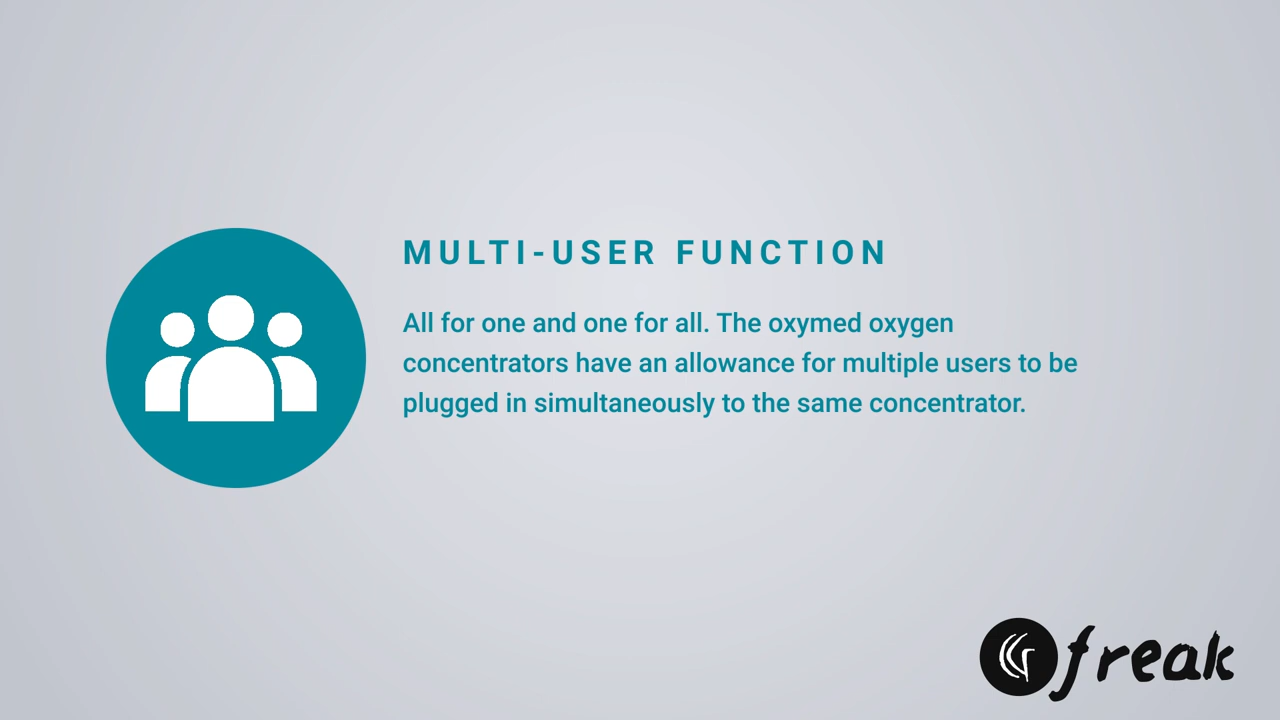 MULTI-USER FUNCTION
All for one and one for all. The oxymed oxygen
concentrators have an allowance for multiple users to be
plugged in simultaneously to the same concentrator.
freak